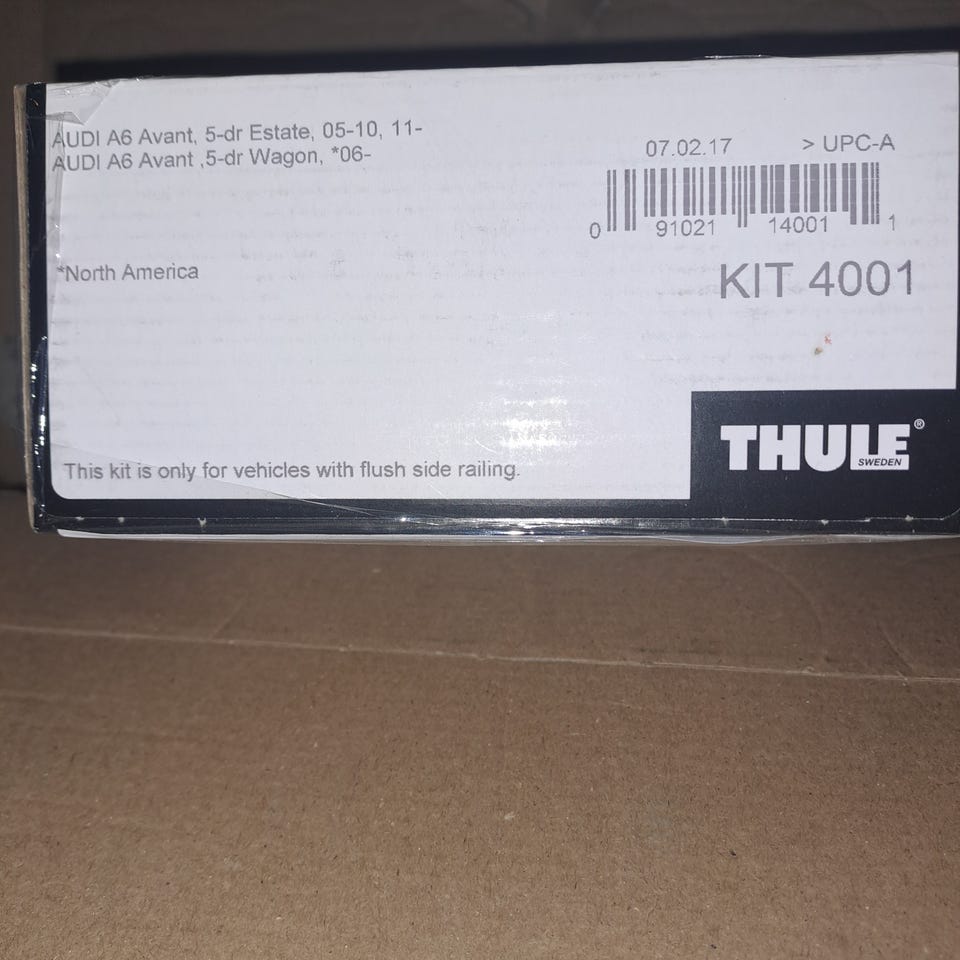 AUDI A6 Avant, 5-dr Estate, 05-10, 11-
AUDI A6 Avant ,5-dr Wagon, *06-
07.02.17 > UPC-A
0 91021 14001 1
*North America
KIT 4001
This kit is only for vehicles with flush side railing.
THULE®
SWEDEN